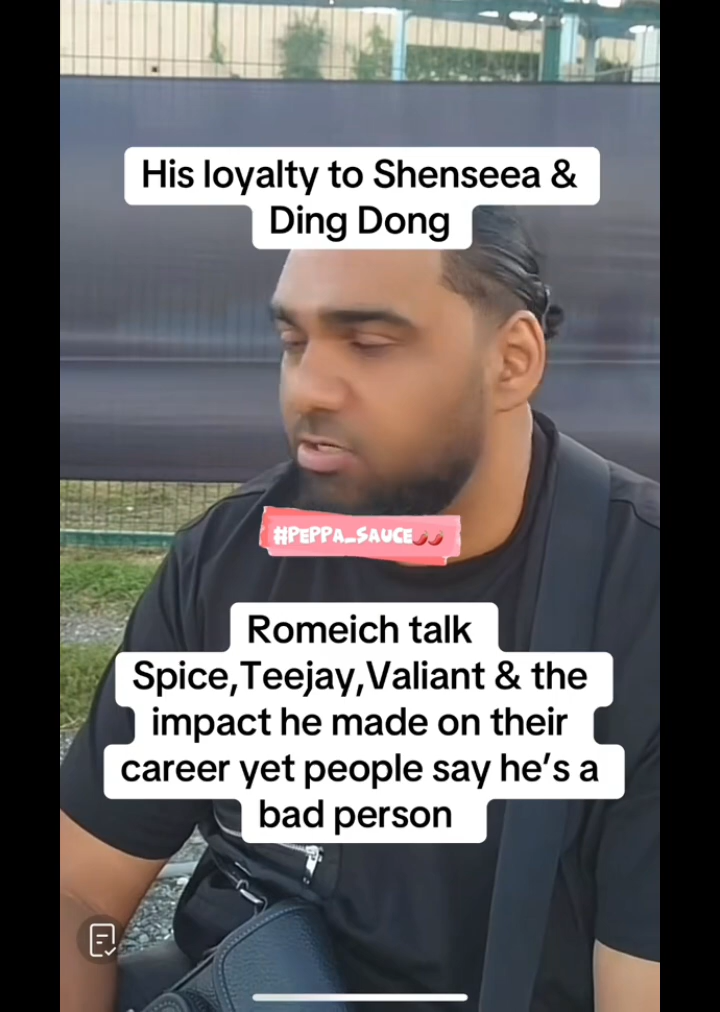 His loyalty to Shenseea &
Ding Dong
#PEPPA_SAUCE🌶🌶
Romeich talk
Spice,Teejay,Valiant & the
impact he made on their
career yet people say he's a
bad person